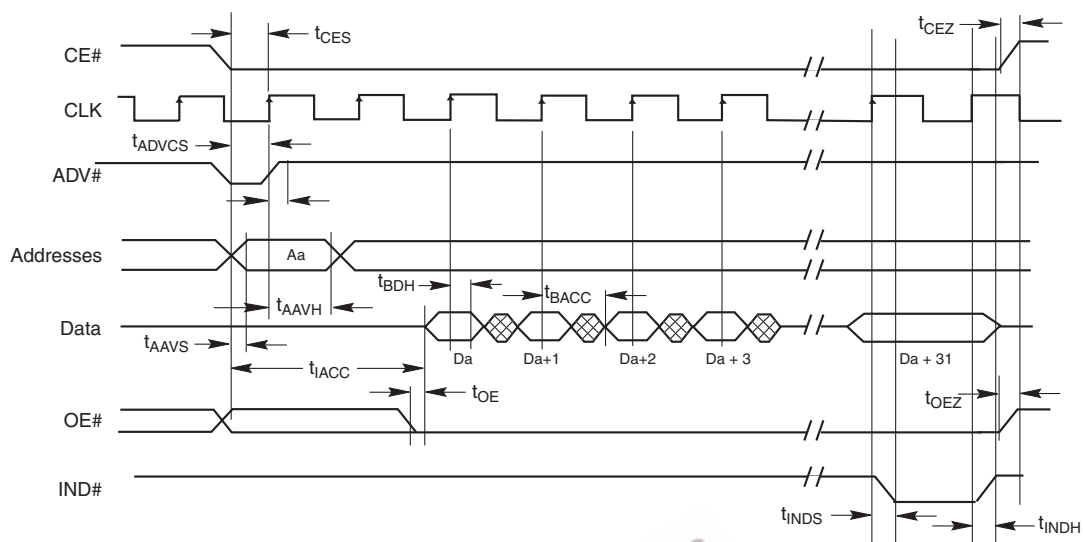 tCES
tCEZ
CE#
CLK
tADVCS
ADV#
Addresses
Aa
tBDH
tBACC
tAAVH
Data
tAAVS
Da
Da+1
Da+2
Da + 3
Da + 31
tIACC
tOE
tOEZ
OE#
IND#
tINDS
tINDH